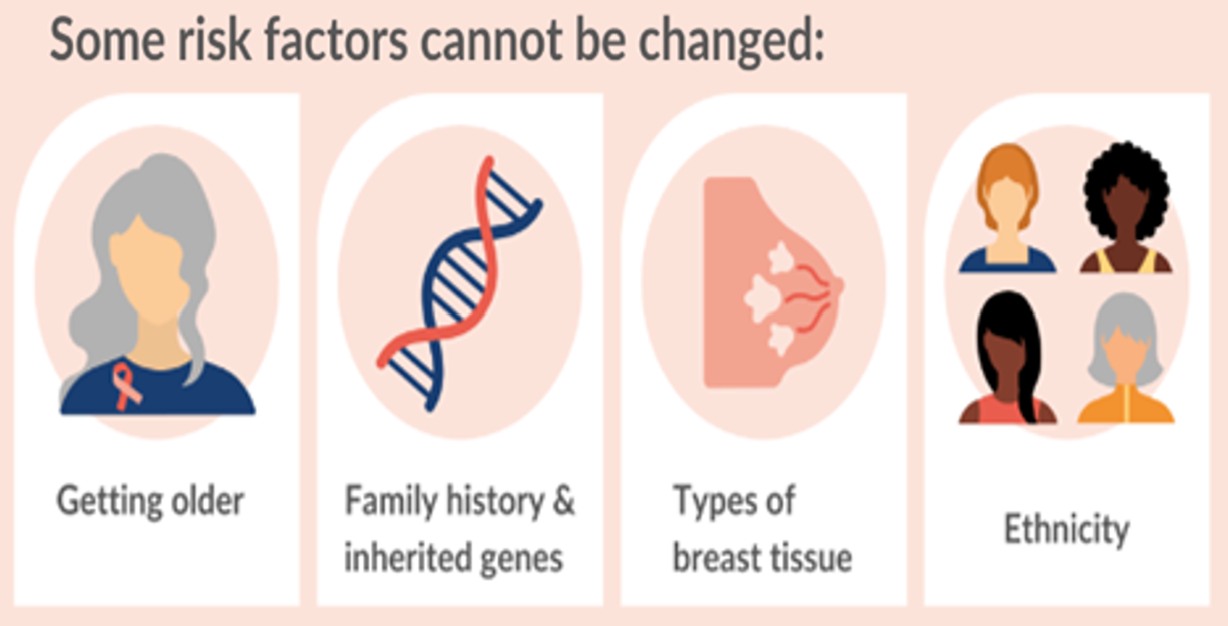 Some risk factors cannot be changed:
Getting older
Family history &
inherited genes
Types of
breast tissue
Ethnicity